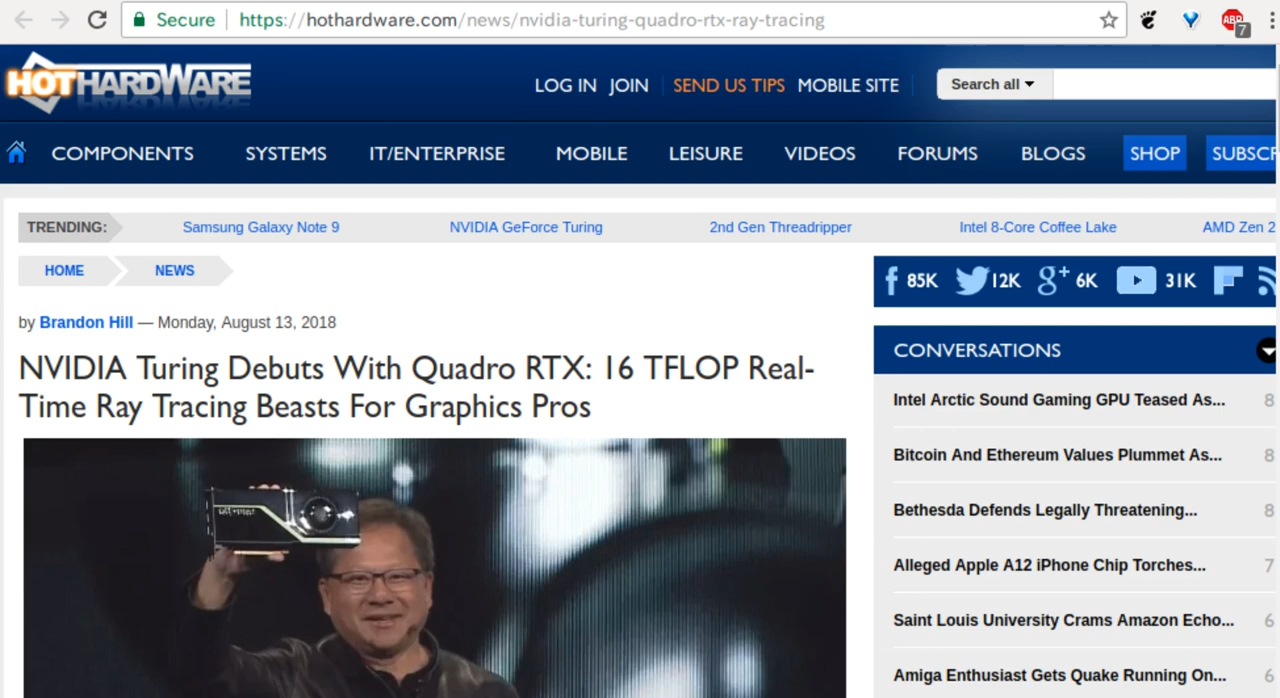 Secure https://hothardware.com/news/nvidia-turing-quadro-rtx-ray-tracing
ABP
7
HOTHARDWARE
LOG IN JOIN SEND US TIPS MOBILE SITE
Search all
COMPONENTS SYSTEMS IT/ENTERPRISE MOBILE LEISURE VIDEOS FORUMS BLOGS SHOP SUBSCR
TRENDING: Samsung Galaxy Note 9 NVIDIA GeForce Turing 2nd Gen Threadripper Intel 8-Core Coffee Lake AMD Zen 2
HOME NEWS
85K 12K g+ 6K 31K
by Brandon Hill — Monday, August 13, 2018
NVIDIA Turing Debuts With Quadro RTX: 16 TFLOP Real-
Time Ray Tracing Beasts For Graphics Pros
CONVERSATIONS
Intel Arctic Sound Gaming GPU Teased As... 8
Bitcoin And Ethereum Values Plummet As... 8
Bethesda Defends Legally Threatening... 8
Alleged Apple A12 iPhone Chip Torches... 7
Saint Louis University Crams Amazon Echo... 6
Amiga Enthusiast Gets Quake Running On... 6